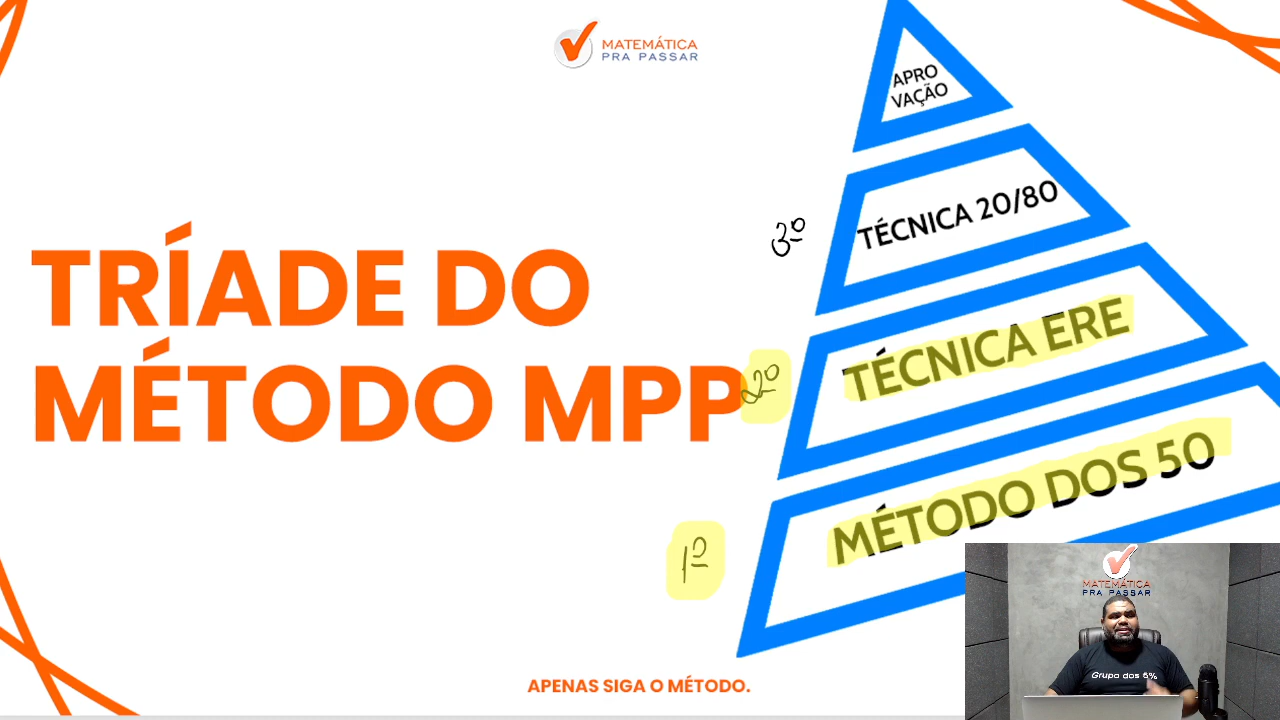 MATEMÁTICA
PRA PASSAR
APRO
VAÇÃO
3º
TÉCNICA 20/80
TRÍADE DO
MÉTODO MPP
2º
TÉCNICA ERE
1º
MÉTODO DOS 50
APENAS SIGA O MÉTODO.
MATEMÁTICA
PRA PASSAR
Grupo dos 6%